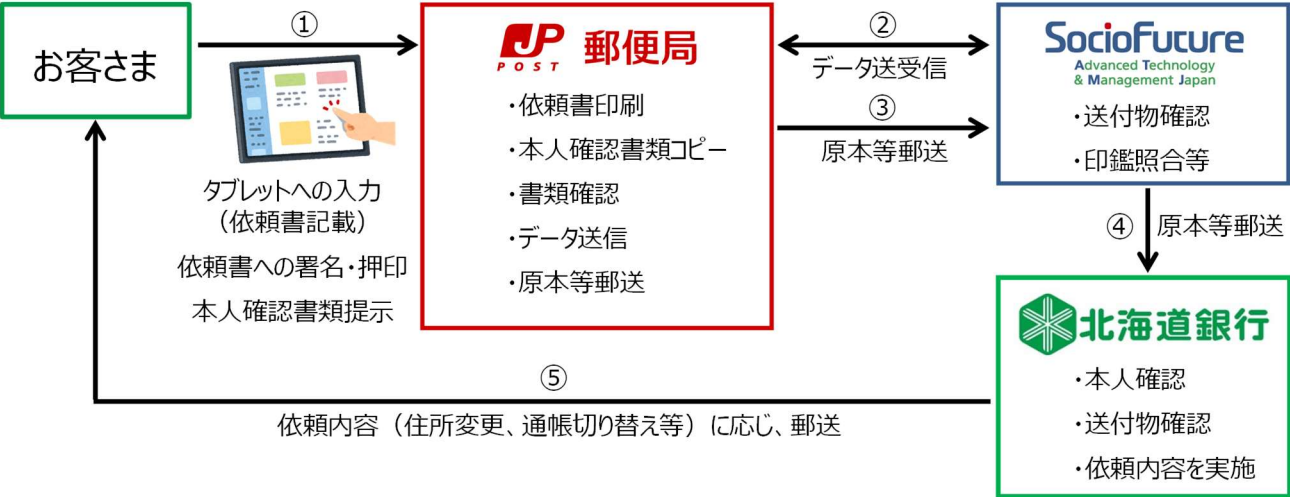 お客さま
①
タブレットへの入力
（依頼書記載）
依頼書への署名・押印
本人確認書類提示
JP
POST
郵便局
・依頼書印刷
・本人確認書類コピー
・書類確認
・データ送信
・原本等郵送
②
データ送受信
③
原本等郵送
SocioFuture
Advanced Technology
& Management Japan
・送付物確認
・印鑑照合等
④
原本等郵送
北海道銀行
・本人確認
・送付物確認
・依頼内容を実施
⑤
依頼内容（住所変更、通帳切り替え等）に応じ、郵送